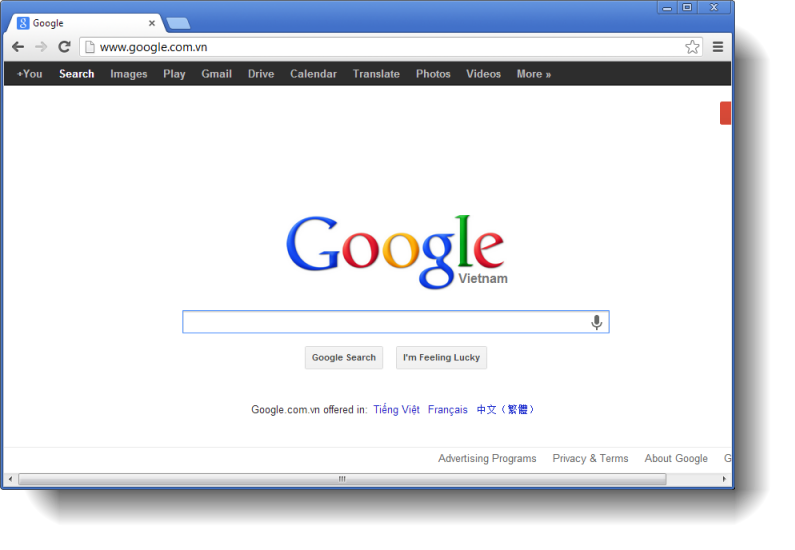 Google
www.google.com.vn
+You Search Images Play Gmail Drive Calendar Translate Photos Videos More »
Google
Vietnam
Google Search I'm Feeling Lucky
Google.com.vn offered in: Tiếng Việt Français 中文（繁體）
Advertising Programs Privacy & Terms About Google G